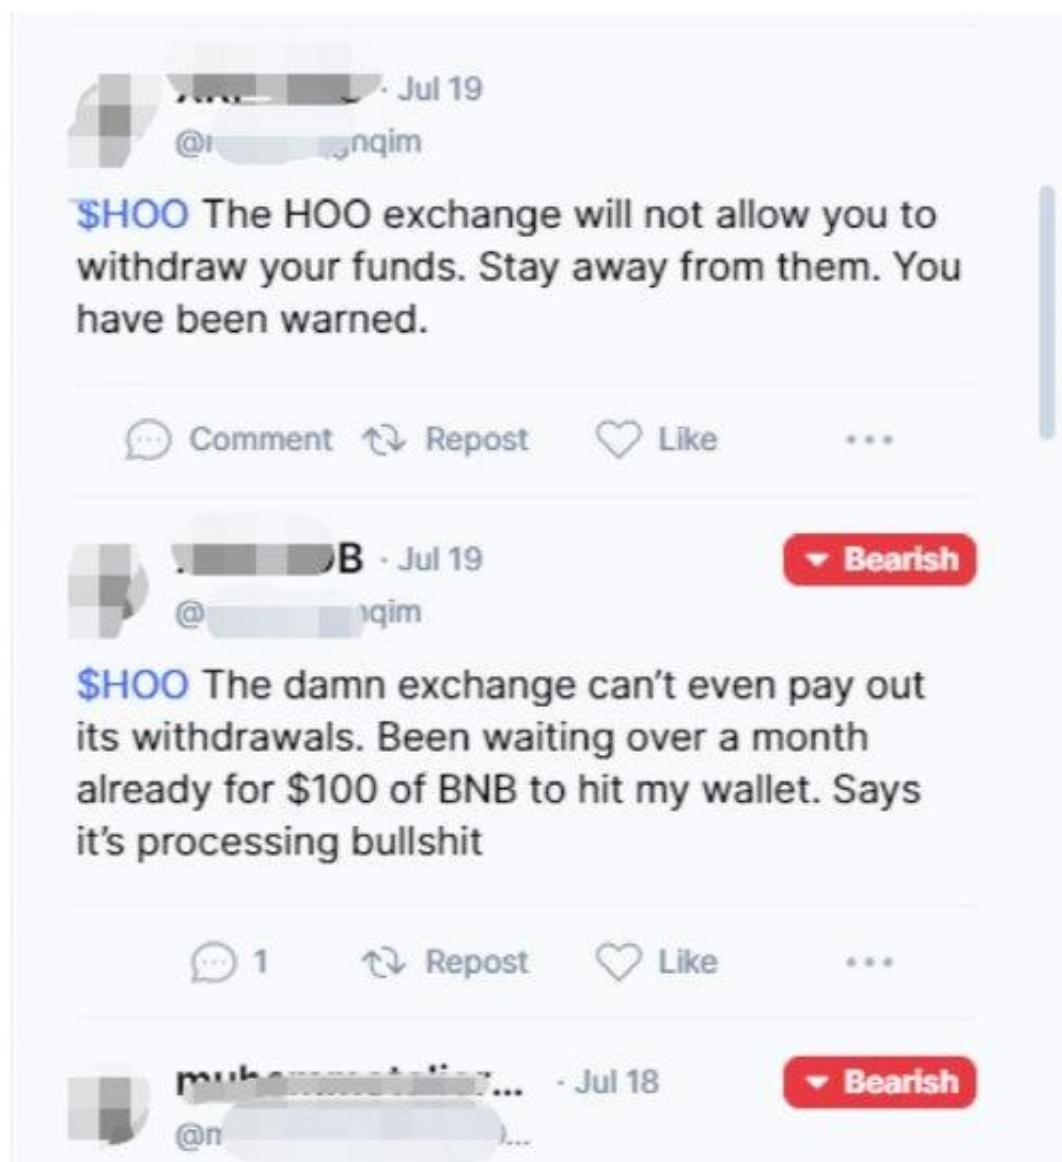 · Jul 19
$HOO The HOO exchange will not allow you to
withdraw your funds. Stay away from them. You
have been warned.
Comment Repost Like ...
· Jul 19 Bearish
$HOO The damn exchange can't even pay out
its withdrawals. Been waiting over a month
already for $100 of BNB to hit my wallet. Says
it's processing bullshit
1 Repost Like ...
· Jul 18 Bearish